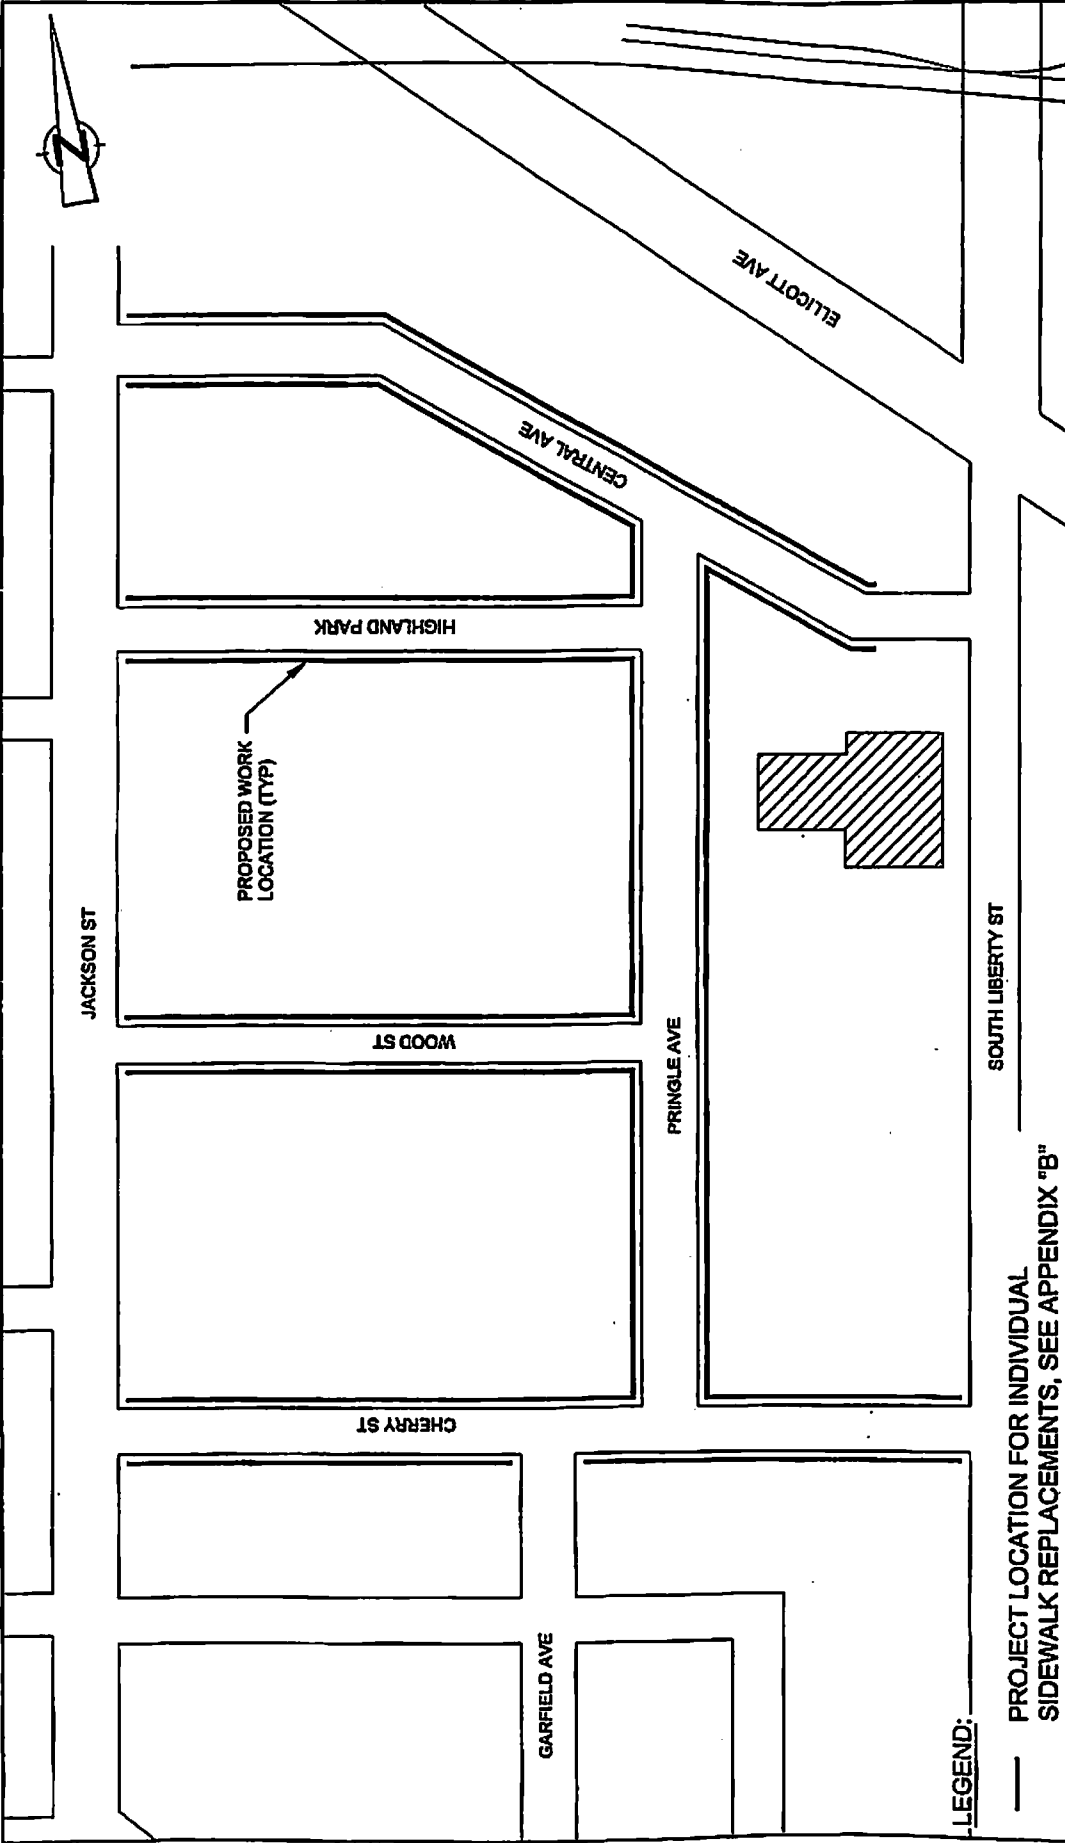 N
ELLICOTT AVE
CENTRAL AVE
HIGHLAND PARK
PROPOSED WORK
LOCATION (TYP)
JACKSON ST
WOOD ST
PRINGLE AVE
SOUTH LIBERTY ST
CHERRY ST
GARFIELD AVE
LEGEND:
PROJECT LOCATION FOR INDIVIDUAL
SIDEWALK REPLACEMENTS, SEE APPENDIX "B"